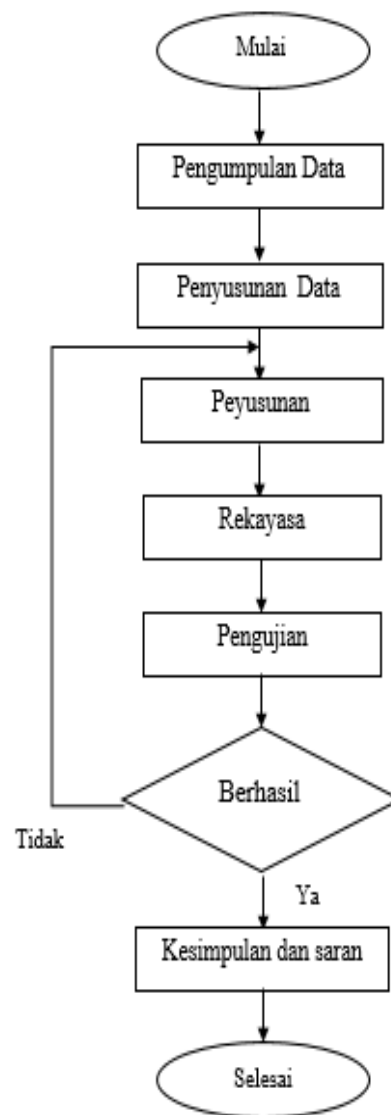 Mulai
Pengumpulan Data
Penyusunan Data
Peyusunan
Rekayasa
Pengujian
Berhasil
Tidak
Ya
Kesimpulan dan saran
Selesai